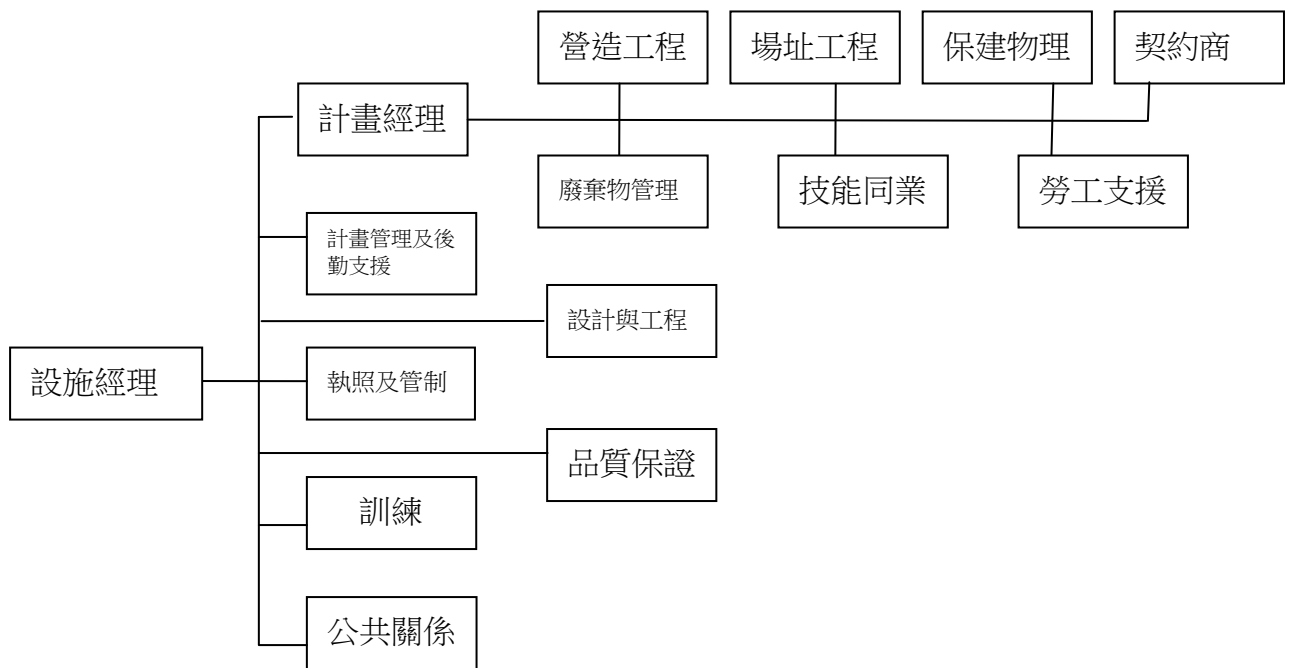 營造工程
場址工程
保建物理
契約商
計畫經理
廢棄物管理
技能同業
勞工支援
計畫管理及後
勤支援
設計與工程
設施經理
執照及管制
品質保證
訓練
公共關係